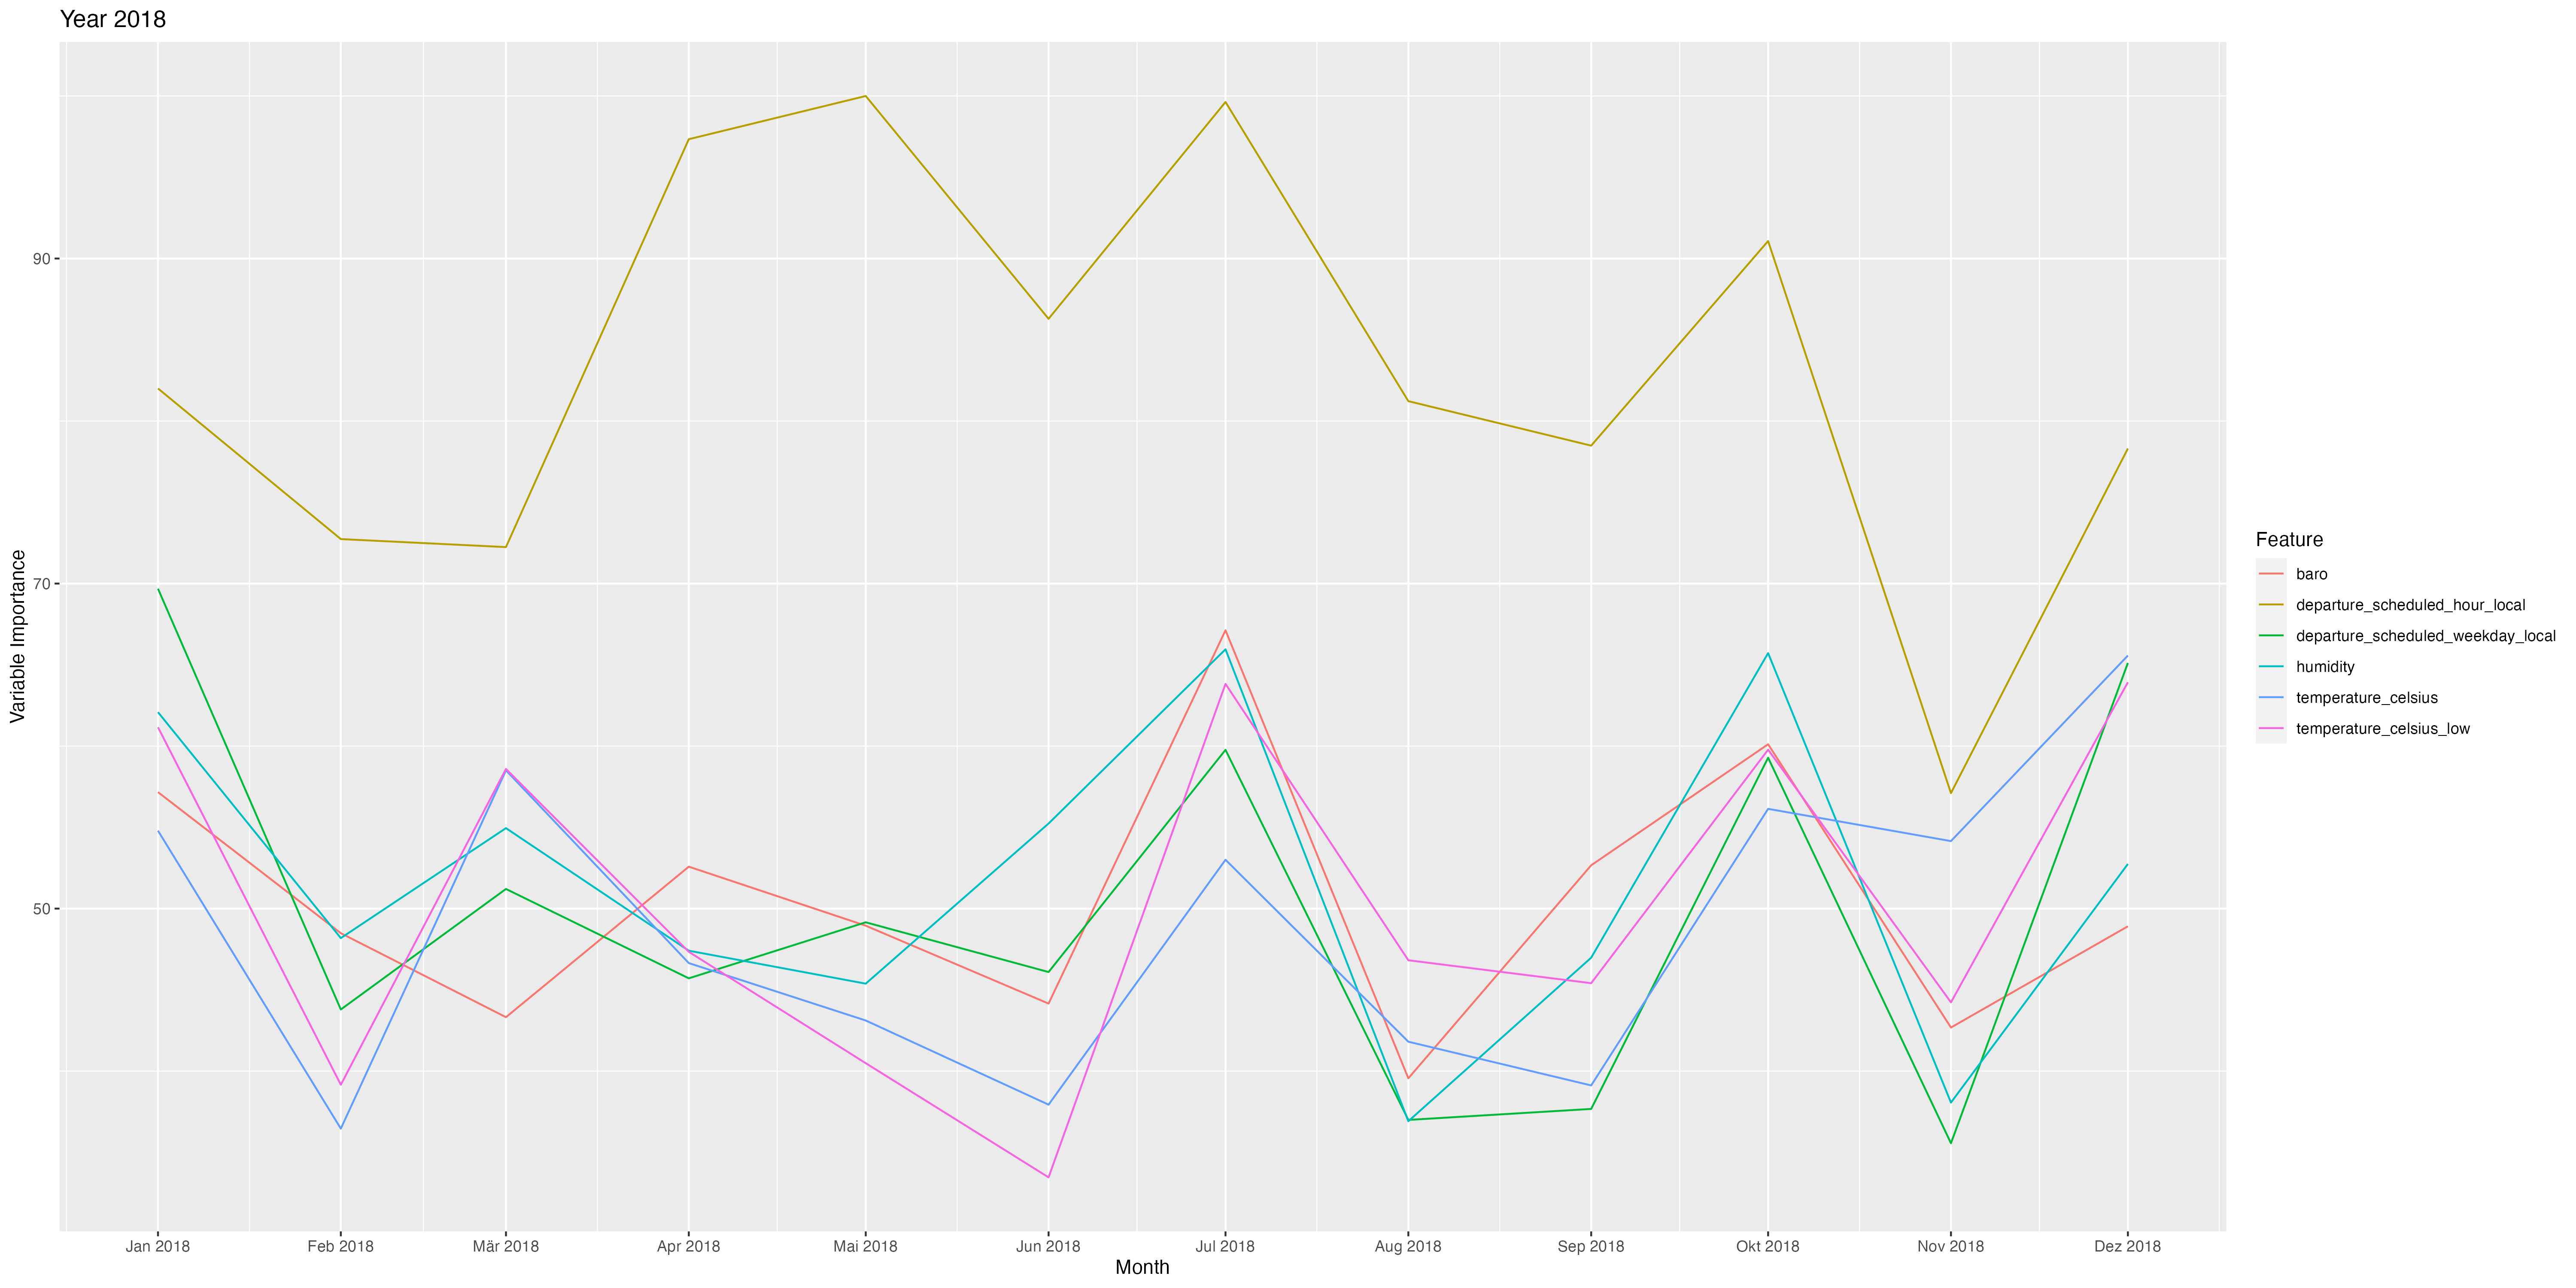 Year 2018
Variable Importance
90
70
50
Jan 2018 Feb 2018 Mär 2018 Apr 2018 Mai 2018 Jun 2018 Jul 2018 Aug 2018 Sep 2018 Okt 2018 Nov 2018 Dez 2018
Month
Feature
baro
departure_scheduled_hour_local
departure_scheduled_weekday_local
humidity
temperature_celsius
temperature_celsius_low